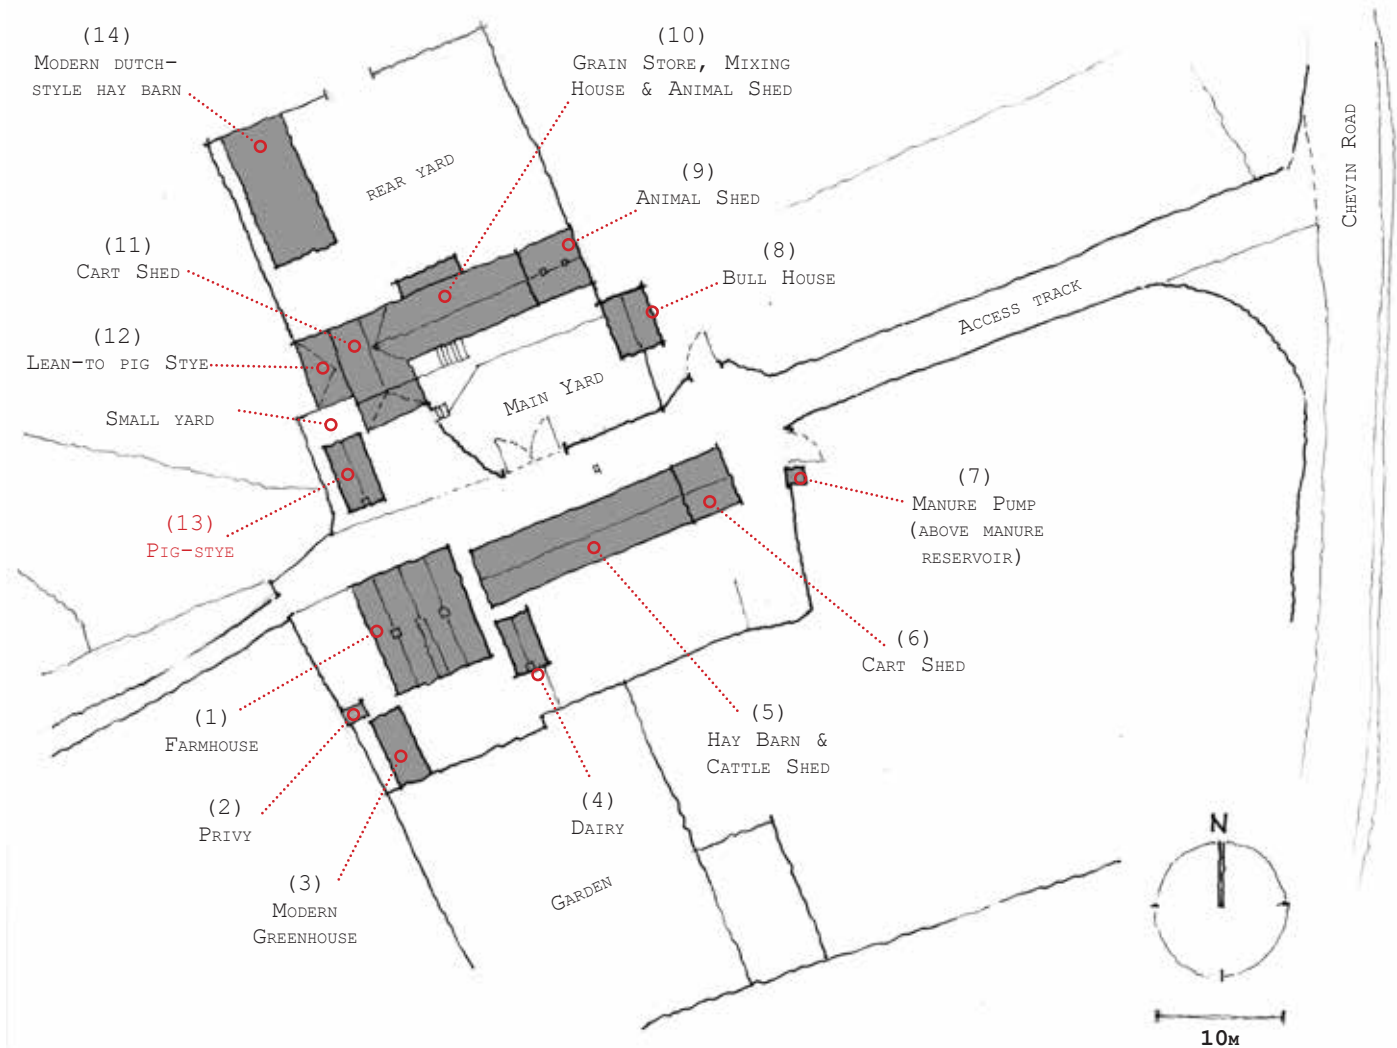 (14)
Modern dutch-
style hay barn
(10)
Grain Store, Mixing
House & Animal Shed
Chevin Road
rear yard
(9)
Animal Shed
(11)
Cart Shed
(8)
Bull House
Access track
(12)
Lean-to pig Stye
Small yard
Main Yard
(7)
Manure Pump
(above manure
reservoir)
(13)
Pig-stye
(6)
Cart Shed
(1)
Farmhouse
(5)
Hay Barn &
Cattle Shed
(2)
Privy
(4)
Dairy
(3)
Modern
Greenhouse
Garden
N
10m